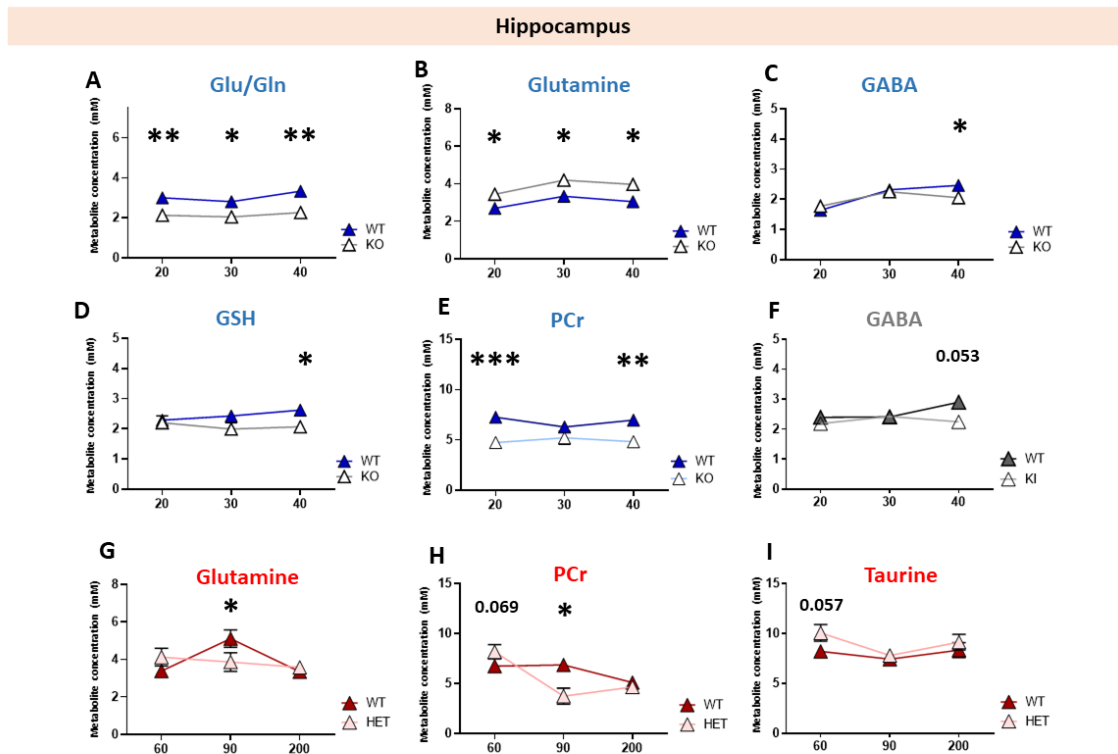 Hippocampus
A
Glu/Gln
Metabolite concentration (mM)
6
4
2
0
** * **
20 30 40
WT
KO
B
Glutamine
Metabolite concentration (mM)
8
6
4
2
0
* * *
20 30 40
WT
KO
C
GABA
Metabolite concentration (mM)
5
4
3
2
1
0
*
20 30 40
WT
KO
D
GSH
Metabolite concentration (mM)
5
4
3
2
1
0
*
20 30 40
WT
KO
E
PCr
Metabolite concentration (mM)
15
10
5
0
*** **
20 30 40
WT
KO
F
GABA
Metabolite concentration (mM)
5
4
3
2
1
0
0.053
20 30 40
WT
KI
G
Glutamine
Metabolite concentration (mM)
8
6
4
2
0
*
60 90 200
WT
HET
H
PCr
Metabolite concentration (mM)
15
10
5
0
0.069 *
60 90 200
WT
HET
I
Taurine
Metabolite concentration (mM)
15
10
5
0
0.057
60 90 200
WT
HET